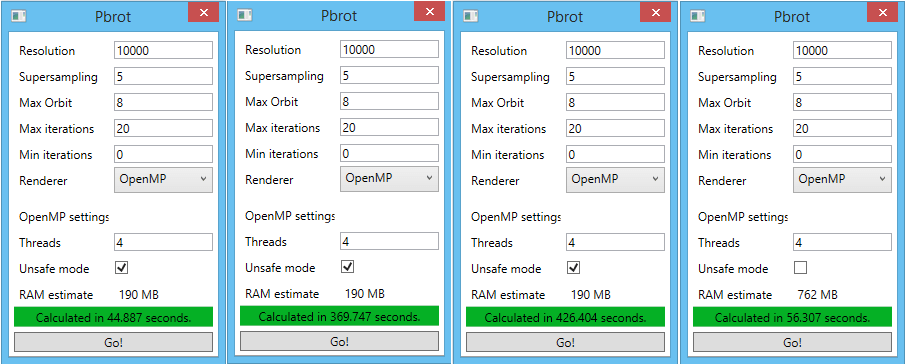 Pbrot
Resolution 10000
Supersampling 5
Max Orbit 8
Max iterations 20
Min iterations 0
Renderer OpenMP
OpenMP settings
Threads 4
Unsafe mode
RAM estimate 190 MB
Calculated in 44.887 seconds.
Go!
Pbrot
Resolution 10000
Supersampling 5
Max Orbit 8
Max iterations 20
Min iterations 0
Renderer OpenMP
OpenMP settings
Threads 4
Unsafe mode
RAM estimate 190 MB
Calculated in 369.747 seconds.
Go!
Pbrot
Resolution 10000
Supersampling 5
Max Orbit 8
Max iterations 20
Min iterations 0
Renderer OpenMP
OpenMP settings
Threads 4
Unsafe mode
RAM estimate 190 MB
Calculated in 426.404 seconds.
Go!
Pbrot
Resolution 10000
Supersampling 5
Max Orbit 8
Max iterations 20
Min iterations 0
Renderer OpenMP
OpenMP settings
Threads 4
Unsafe mode
RAM estimate 762 MB
Calculated in 56.307 seconds.
Go!